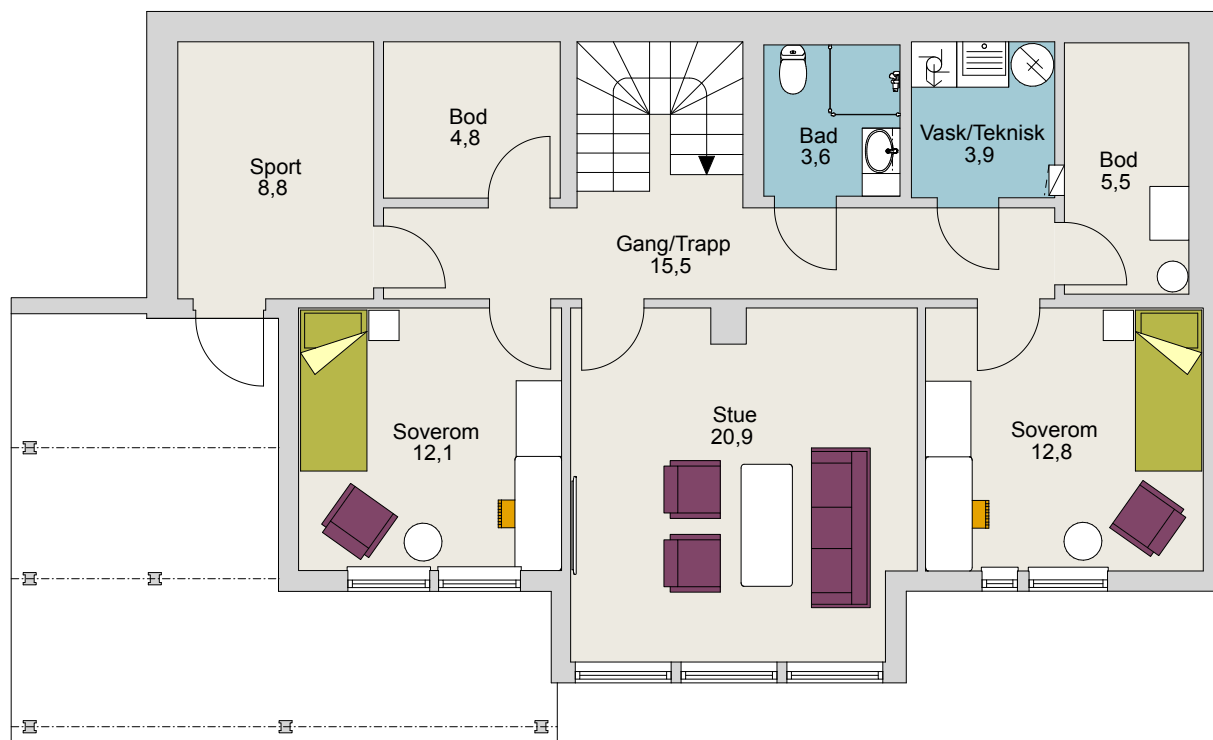 Sport
8,8
Bod
4,8
Bad
3,6
Vask/Teknisk
3,9
Bod
5,5
Gang/Trapp
15,5
Soverom
12,1
Stue
20,9
Soverom
12,8